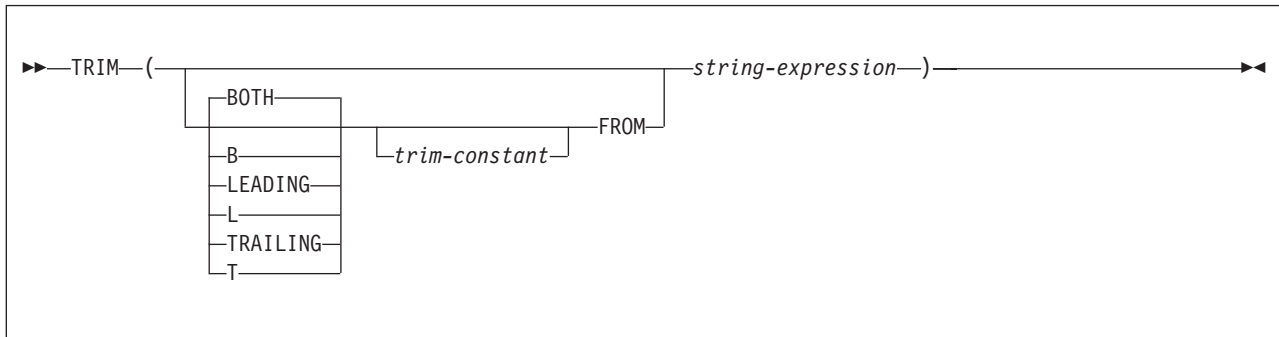 TRIM ( string-expression )
BOTH
FROM
B trim-constant
LEADING
L
TRAILING
T